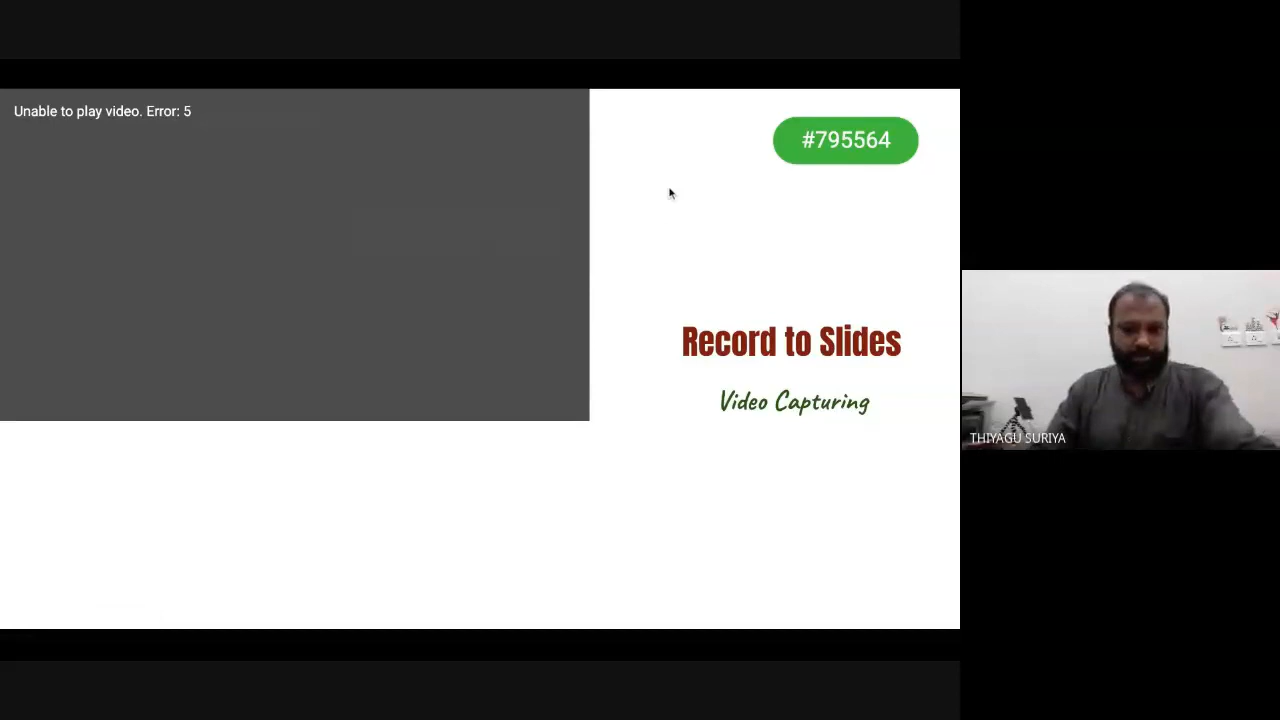 Unable to play video. Error: 5
#795564
Record to Slides
Video Capturing
THIYAGU SURIYA